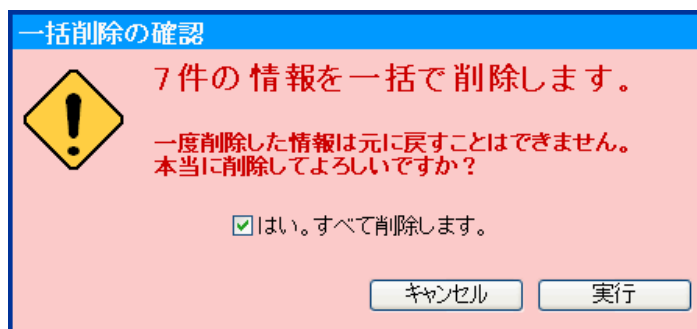 一括削除の確認
7件の情報を一括で削除します。
一度削除した情報は元に戻すことはできません。
本当に削除してよろしいですか？
はい。すべて削除します。
キャンセル
実行